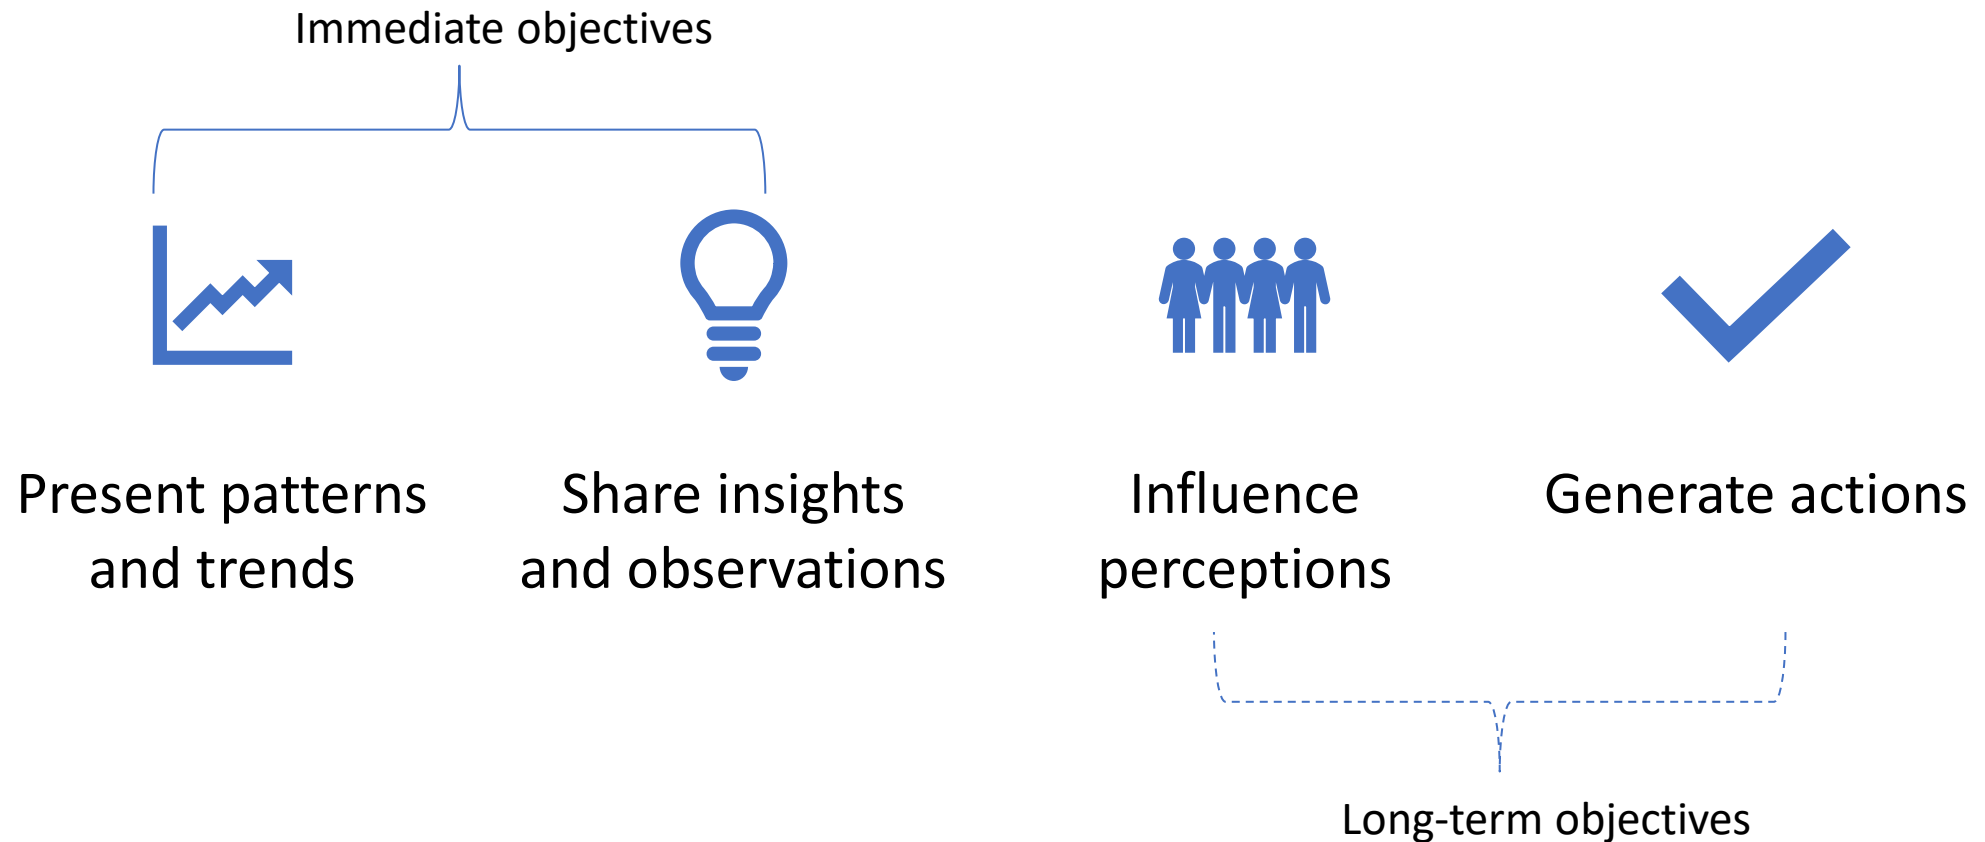 Immediate objectives
Present patterns
and trends
Share insights
and observations
Influence
perceptions
Generate actions
Long-term objectives